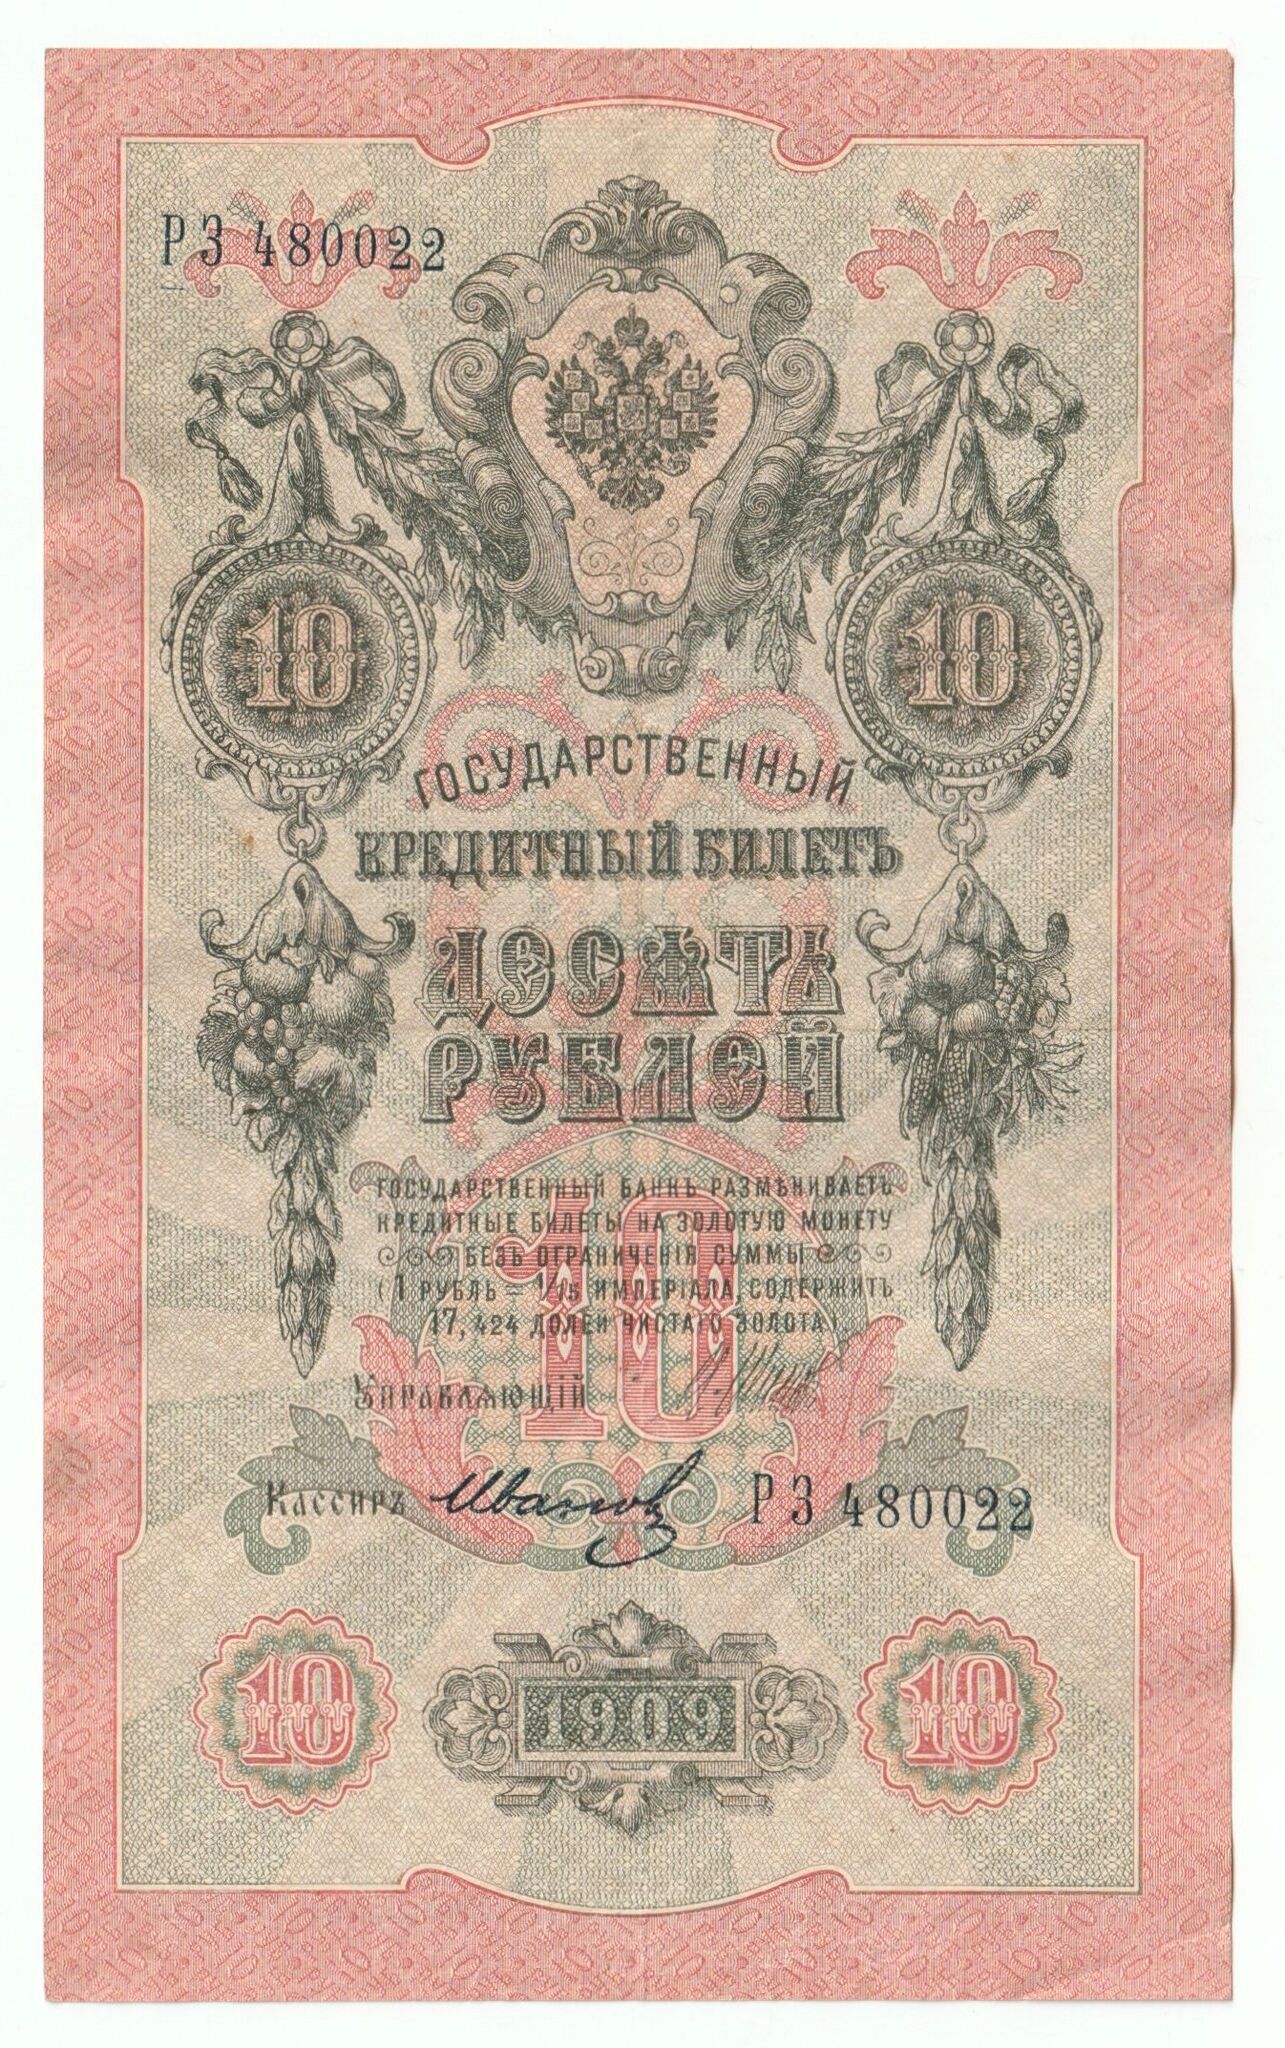 РЗ 480022
10 10
ГОСУДАРСТВЕННЫЙ
КРЕДИТНЫЙ БИЛЕТЪ
ДЕСЯТЬ
РУБЛЕЙ
ГОСУДАРСТВЕННЫЙ БАНКЪ РАЗМѢНИВАЕТЪ
КРЕДИТНЫЕ БИЛЕТЫ НА ЗОЛОТУЮ МОНЕТУ
БЕЗЪ ОГРАНИЧЕНІЯ СУММЫ
(1 РУБЛЬ = 1/15 ИМПЕРІАЛА, СОДЕРЖИТЪ
17,424 ДОЛЕЙ ЧИСТАГО ЗОЛОТА).
10
Управляющій
Кассиръ Иванов РЗ 480022
10 1909 10